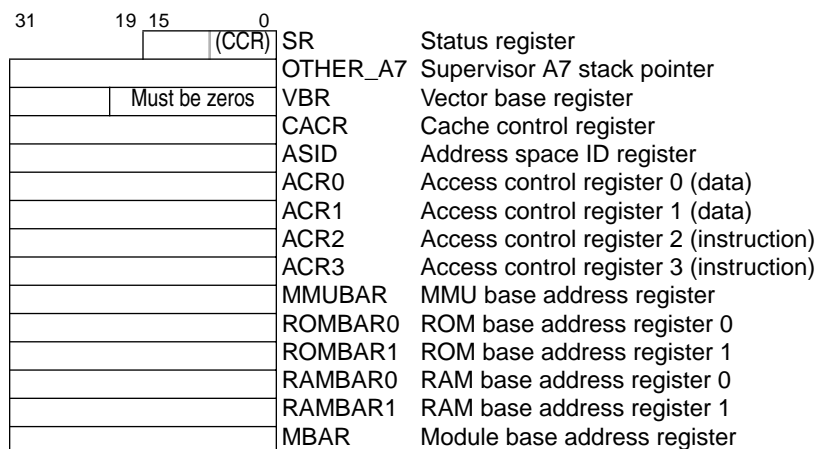 31 19 15 0
(CCR) SR Status register
OTHER_A7 Supervisor A7 stack pointer
Must be zeros VBR Vector base register
CACR Cache control register
ASID Address space ID register
ACR0 Access control register 0 (data)
ACR1 Access control register 1 (data)
ACR2 Access control register 2 (instruction)
ACR3 Access control register 3 (instruction)
MMUBAR MMU base address register
ROMBAR0 ROM base address register 0
ROMBAR1 ROM base address register 1
RAMBAR0 RAM base address register 0
RAMBAR1 RAM base address register 1
MBAR Module base address register